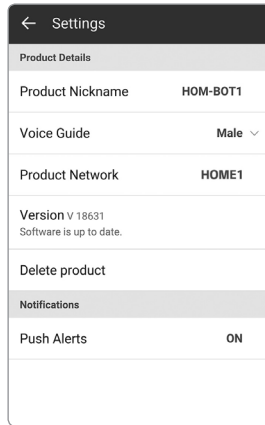 Settings
Product Details
Product Nickname HOM-BOT1
Voice Guide Male
Product Network HOME1
Version V 18631
Software is up to date.
Delete product
Notifications
Push Alerts ON